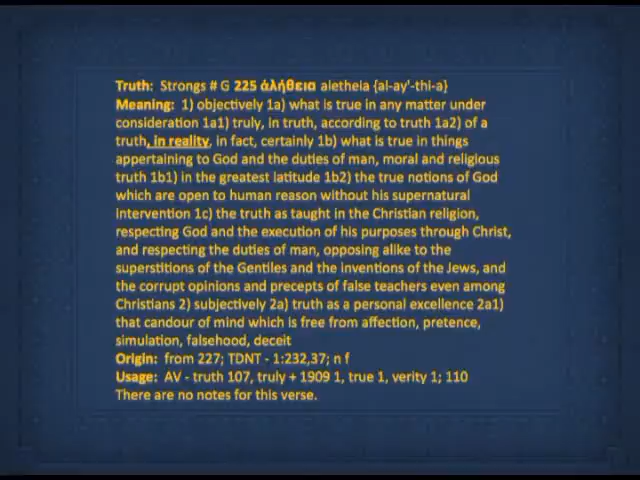 Truth: Strongs # G 225 ἀλήθεια aletheia {al-ay'-thi-a}
Meaning: 1) objectively 1a) what is true in any matter under
consideration 1a1) truly, in truth, according to truth 1a2) of a
truth, in reality, in fact, certainly 1b) what is true in things
appertaining to God and the duties of man, moral and religious
truth 1b1) in the greatest latitude 1b2) the true notions of God
which are open to human reason without his supernatural
intervention 1c) the truth as taught in the Christian religion,
respecting God and the execution of his purposes through Christ,
and respecting the duties of man, opposing alike to the
superstitions of the Gentiles and the inventions of the Jews, and
the corrupt opinions and precepts of false teachers even among
Christians 2) subjectively 2a) truth as a personal excellence 2a1)
that candour of mind which is free from affection, pretence,
simulation, falsehood, deceit
Origin: from 227; TDNT - 1:232,37; n f
Usage: AV - truth 107, truly + 1909 1, true 1, verity 1; 110
There are no notes for this verse.